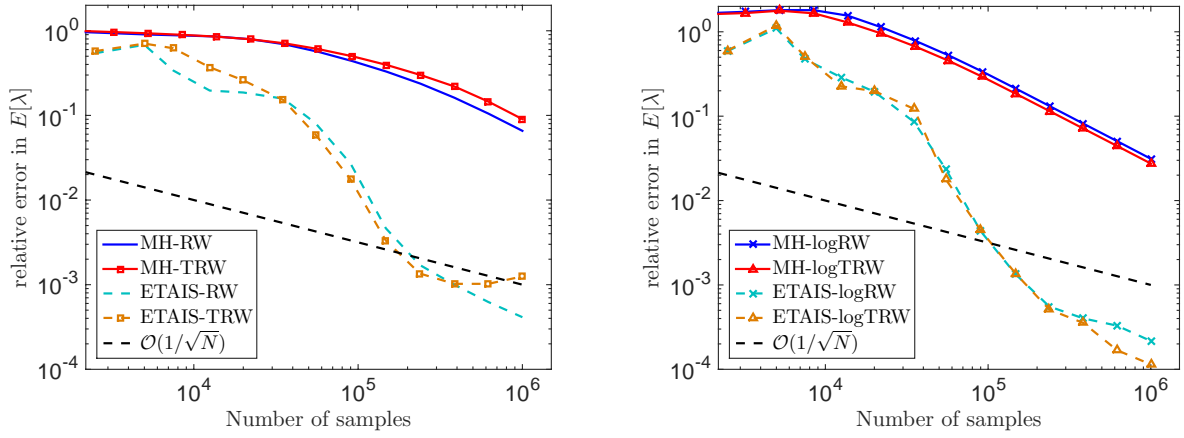 10^0
10^{-1}
10^{-2}
10^{-3}
10^{-4}
relative error in E[λ]
MH-RW
MH-TRW
ETAIS-RW
ETAIS-TRW
O(1/√N)
10^4
10^5
10^6
Number of samples
10^0
10^{-1}
10^{-2}
10^{-3}
10^{-4}
relative error in E[λ]
MH-logRW
MH-logTRW
ETAIS-logRW
ETAIS-logTRW
O(1/√N)
10^4
10^5
10^6
Number of samples